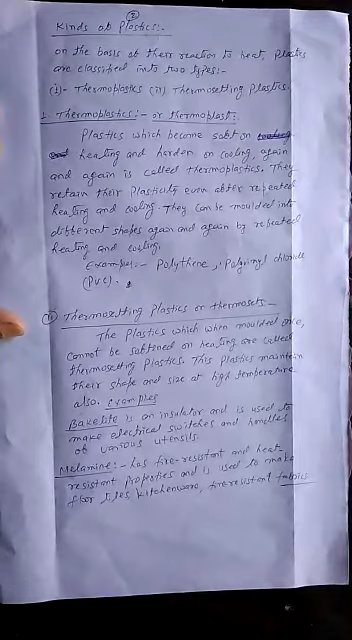 (2)
Kinds of Plastics:-
on the basis of their reaction to heat, Plastics
are classified into two types:-
(i)- Thermoplastics (ii) Thermosetting Plastics.
1. Thermoplastics:- or thermoplast:
Plastics which become soft on
heating and harden on cooling again
and again is called thermoplastics. They
retain their Plasticity even after repeated
heating and cooling. They can be moulded into
different shapes again and again by repeated
heating and cooling.
Examples:- Polythene, Polyvinyl chloride
(PVC).
Thermosetting Plastics or thermosets-
The Plastics which when moulded once,
cannot be softened on heating are called
thermosetting Plastics. This plastics maintain
their shape and size at high temperature
also. examples
Bakelite is an insulator and is used to
make electrical switches and handles
of various utensils.
Melamine:- has fire-resistant and heat
resistant properties and is used to make
floor tiles, kitchenware, fire resistant fabrics